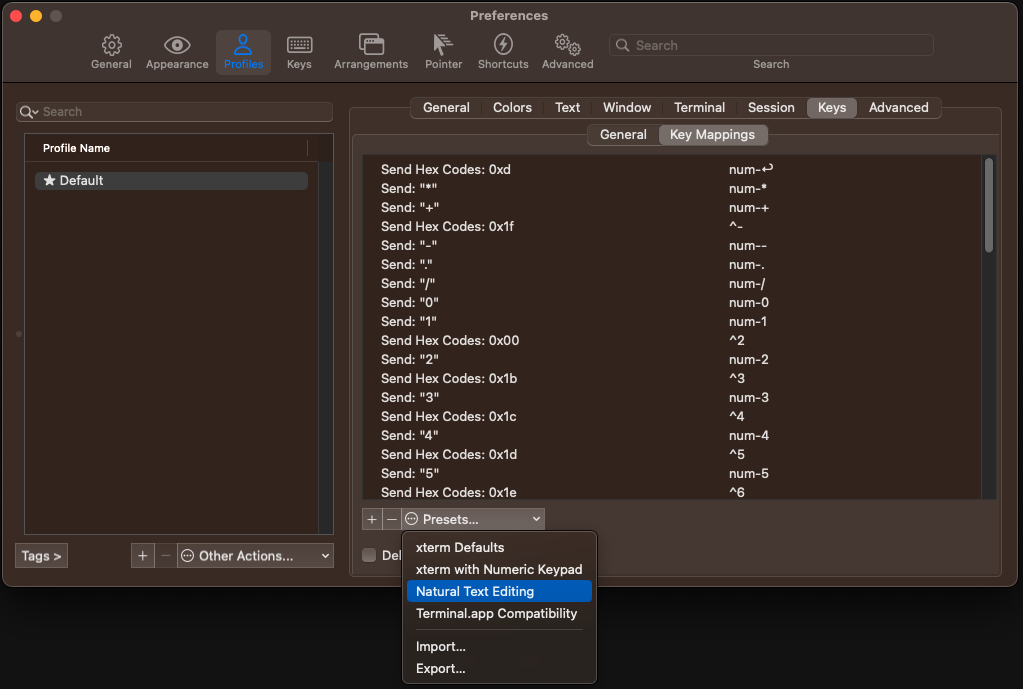 Preferences
General Appearance Profiles Keys Arrangements Pointer Shortcuts Advanced Search
Search
Search
Profile Name
Default
Tags >
+ − Other Actions...
General Colors Text Window Terminal Session Keys Advanced
General Key Mappings
Send Hex Codes: 0xd num-↩
Send: "*" num-*
Send: "+" num-+
Send Hex Codes: 0x1f ^-
Send: "-" num--
Send: "." num-.
Send: "/" num-/
Send: "0" num-0
Send: "1" num-1
Send Hex Codes: 0x00 ^2
Send: "2" num-2
Send Hex Codes: 0x1b ^3
Send: "3" num-3
Send Hex Codes: 0x1c ^4
Send: "4" num-4
Send Hex Codes: 0x1d ^5
Send: "5" num-5
Send Hex Codes: 0x1e ^6
+ − Presets...
xterm Defaults
xterm with Numeric Keypad
Natural Text Editing
Terminal.app Compatibility
Import...
Export...